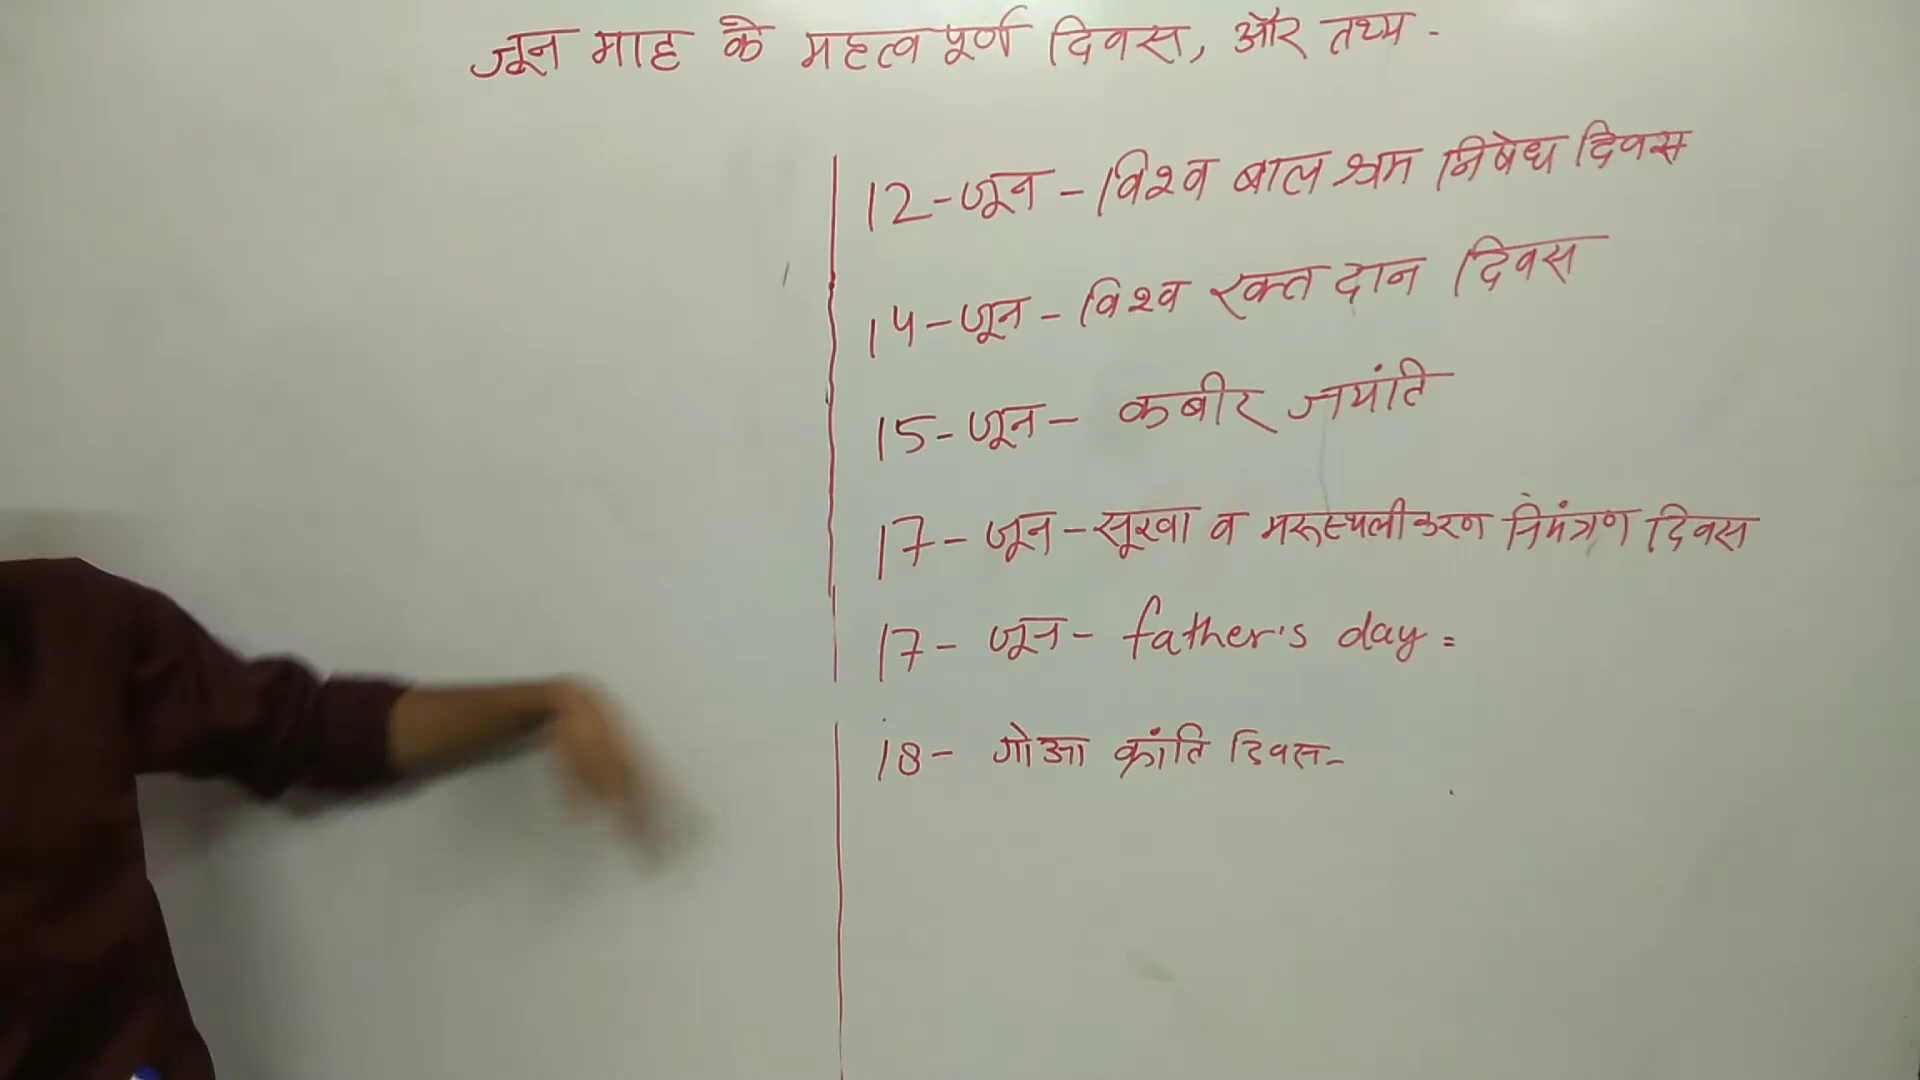 जून माह के महत्व पूर्ण दिवस, और तथ्य -
12-जून - विश्व बाल श्रम निषेध दिवस
14-जून - विश्व रक्त दान दिवस
15-जून - कबीर जयंति
17- जून - सूखा व मरुस्थलीकरण नियंत्रण दिवस
17- जून - father's day =
18- गोआ क्रांति दिवस-